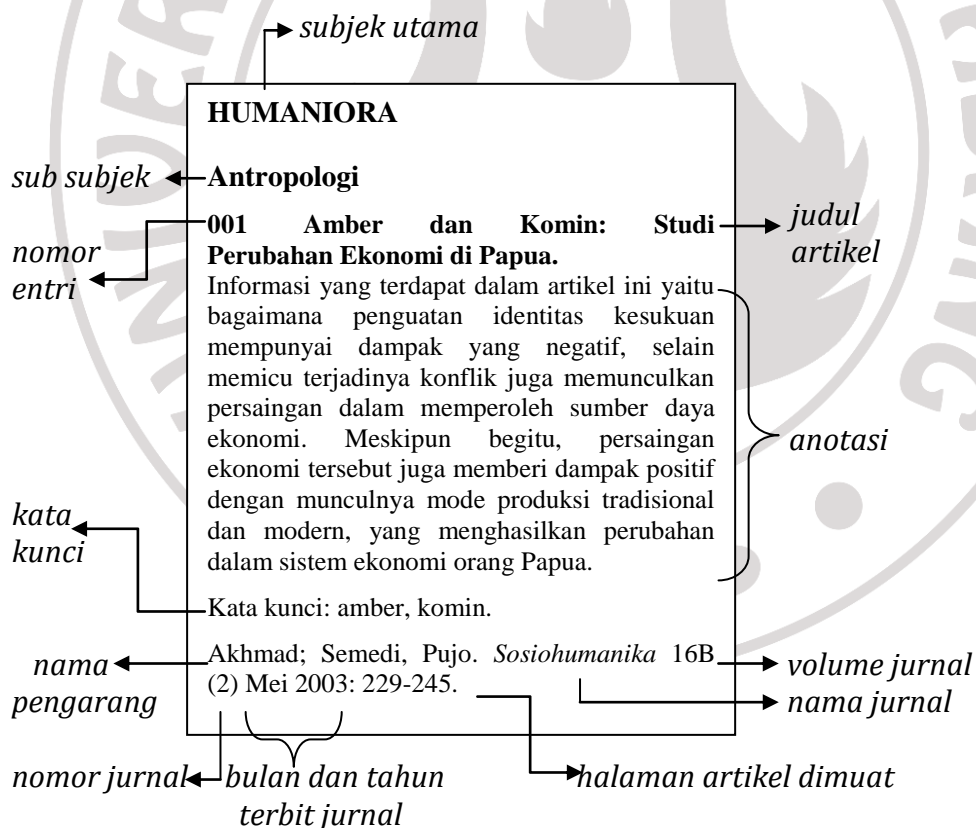 subjek utama
HUMANIORA
sub subjek
Antropologi
nomor
entri
001 Amber dan Komin: Studi
Perubahan Ekonomi di Papua.
judul
artikel
Informasi yang terdapat dalam artikel ini yaitu
bagaimana penguatan identitas kesukuan
mempunyai dampak yang negatif, selain
memicu terjadinya konflik juga memunculkan
persaingan dalam memperoleh sumber daya
ekonomi. Meskipun begitu, persaingan
ekonomi tersebut juga memberi dampak positif
dengan munculnya mode produksi tradisional
dan modern, yang menghasilkan perubahan
dalam sistem ekonomi orang Papua.
anotasi
kata
kunci
Kata kunci: amber, komin.
nama
pengarang
Akhmad; Semedi, Pujo. Sosiohumanika 16B
(2) Mei 2003: 229-245.
volume jurnal
nama jurnal
nomor jurnal
bulan dan tahun
terbit jurnal
halaman artikel dimuat